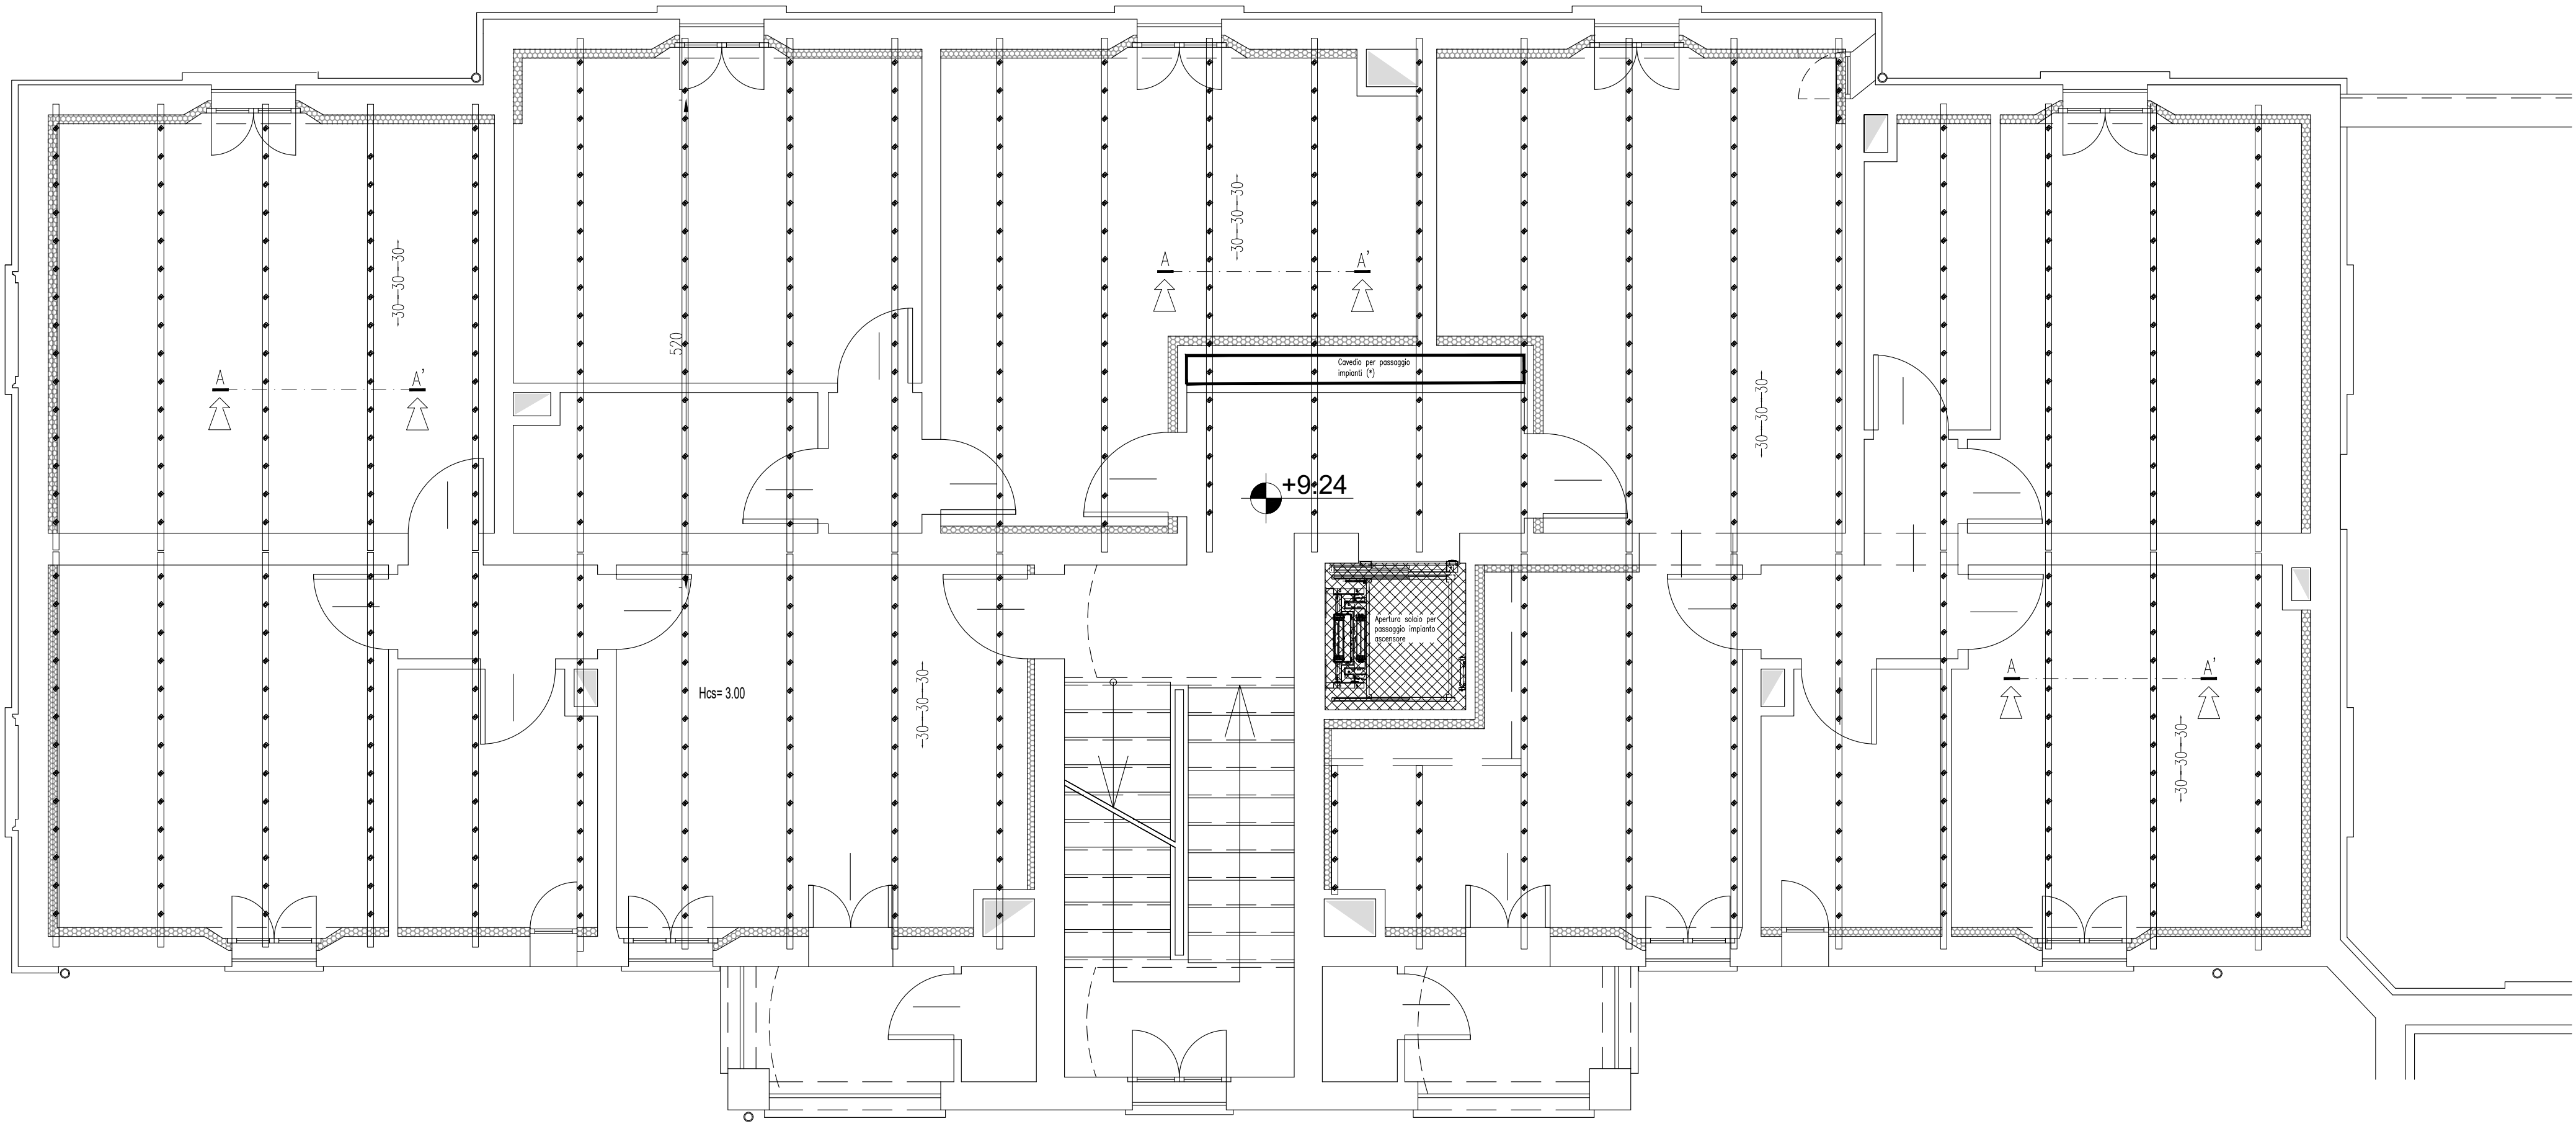 -30-30-30-
-30-30-30-
A A'
520
Cavedio per passaggio
impianti (*)
A A'
-30-30-30-
+9.24
Apertura solaio per
passaggio impianto
ascensore
A A'
Hcs= 3.00
-30-30-30-
-30-30-30-